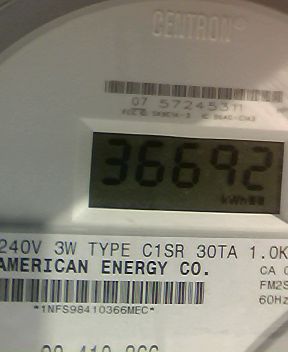 CENTRON®
07 57245311
36692
kWh
240V 3W TYPE C1SR 30TA 1.0K
AMERICAN ENERGY CO.
CA
FM2S
60Hz
*1NFS98410366MEC*